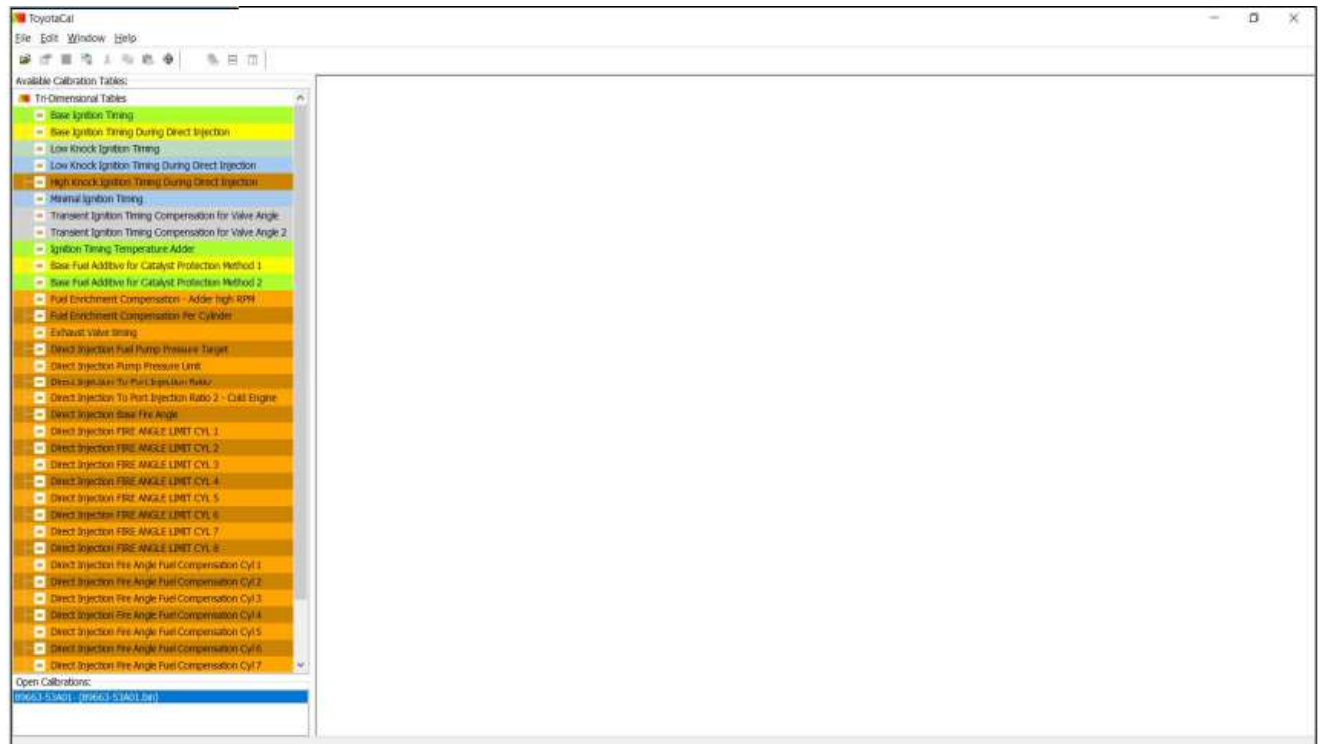 ToyotaCal
File Edit Window Help
Available Calibration Tables:
Tri-Dimensional Tables
Base Ignition Timing
Base Ignition Timing During Direct Injection
Low Knock Ignition Timing
Low Knock Ignition Timing During Direct Injection
High Knock Ignition Timing During Direct Injection
Minimal Ignition Timing
Transient Ignition Timing Compensation for Valve Angle
Transient Ignition Timing Compensation for Valve Angle 2
Ignition Timing Temperature Adder
Base Fuel Additive for Catalyst Protection Method 1
Base Fuel Additive for Catalyst Protection Method 2
Fuel Enrichment Compensation - Adder high RPM
Fuel Enrichment Compensation Per Cylinder
Exhaust Valve timing
Direct Injection Fuel Pump Pressure Target
Direct Injection Pump Pressure Limit
Direct Injection To Port Injection Ratio
Direct Injection To Port Injection Ratio 2 - Cold Engine
Direct Injection Base Fire Angle
Direct Injection FIRE ANGLE LIMIT CYL 1
Direct Injection FIRE ANGLE LIMIT CYL 2
Direct Injection FIRE ANGLE LIMIT CYL 3
Direct Injection FIRE ANGLE LIMIT CYL 4
Direct Injection FIRE ANGLE LIMIT CYL 5
Direct Injection FIRE ANGLE LIMIT CYL 6
Direct Injection FIRE ANGLE LIMIT CYL 7
Direct Injection FIRE ANGLE LIMIT CYL 8
Direct Injection Fire Angle Fuel Compensation Cyl 1
Direct Injection Fire Angle Fuel Compensation Cyl 2
Direct Injection Fire Angle Fuel Compensation Cyl 3
Direct Injection Fire Angle Fuel Compensation Cyl 4
Direct Injection Fire Angle Fuel Compensation Cyl 5
Direct Injection Fire Angle Fuel Compensation Cyl 6
Direct Injection Fire Angle Fuel Compensation Cyl 7
Open Calibrations:
89663-53A01 - (89663-53A01.bin)